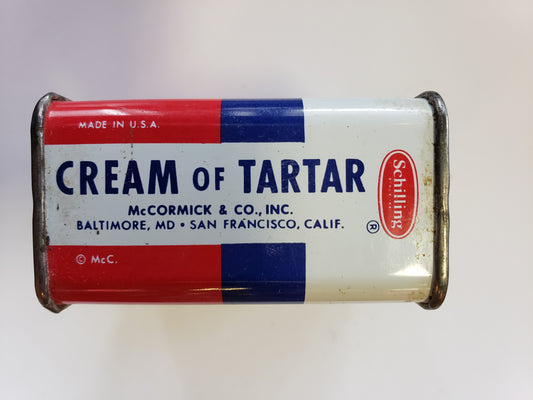 MADE IN U.S.A.
CREAM OF TARTAR
McCORMICK & CO., INC.
BALTIMORE, MD • SAN FRANCISCO, CALIF.
© McC.
Schilling
®